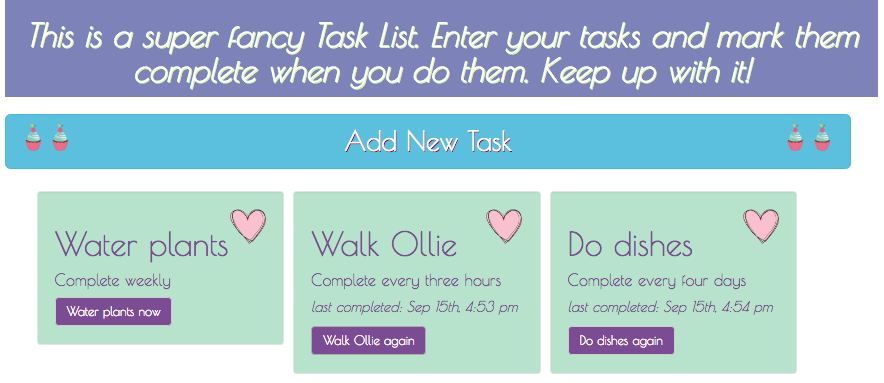 This is a super fancy Task List. Enter your tasks and mark them
complete when you do them. Keep up with it!
Add New Task
Water plants
Complete weekly
Water plants now
Walk Ollie
Complete every three hours
last completed: Sep 15th, 4:53 pm
Walk Ollie again
Do dishes
Complete every four days
last completed: Sep 15th, 4:54 pm
Do dishes again